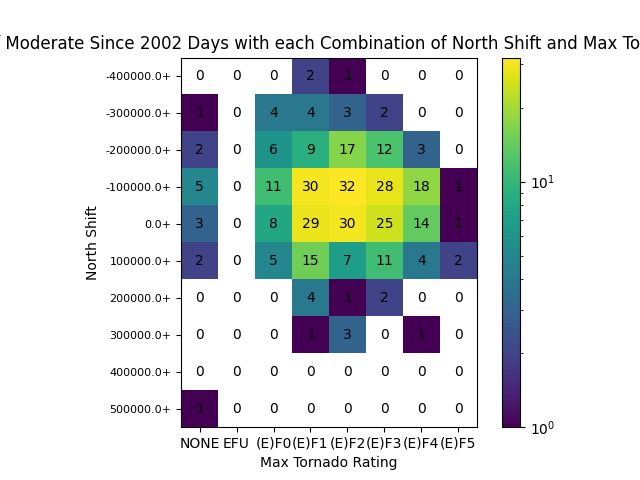 Moderate Since 2002 Days with each Combination of North Shift and Max To
-400000.0+ 0 0 0 2 1 0 0 0
-300000.0+ 1 0 4 4 3 2 0 0
-200000.0+ 2 0 6 9 17 12 3 0
-100000.0+ 5 0 11 30 32 28 18 1
0.0+ 3 0 8 29 30 25 14 1
100000.0+ 2 0 5 15 7 11 4 2
200000.0+ 0 0 0 4 1 2 0 0
300000.0+ 0 0 0 1 3 0 1 0
400000.0+ 0 0 0 0 0 0 0 0
500000.0+ 1 0 0 0 0 0 0 0
NONE EFU (E)F0 (E)F1 (E)F2 (E)F3 (E)F4 (E)F5
Max Tornado Rating
North Shift
10^1
10^0